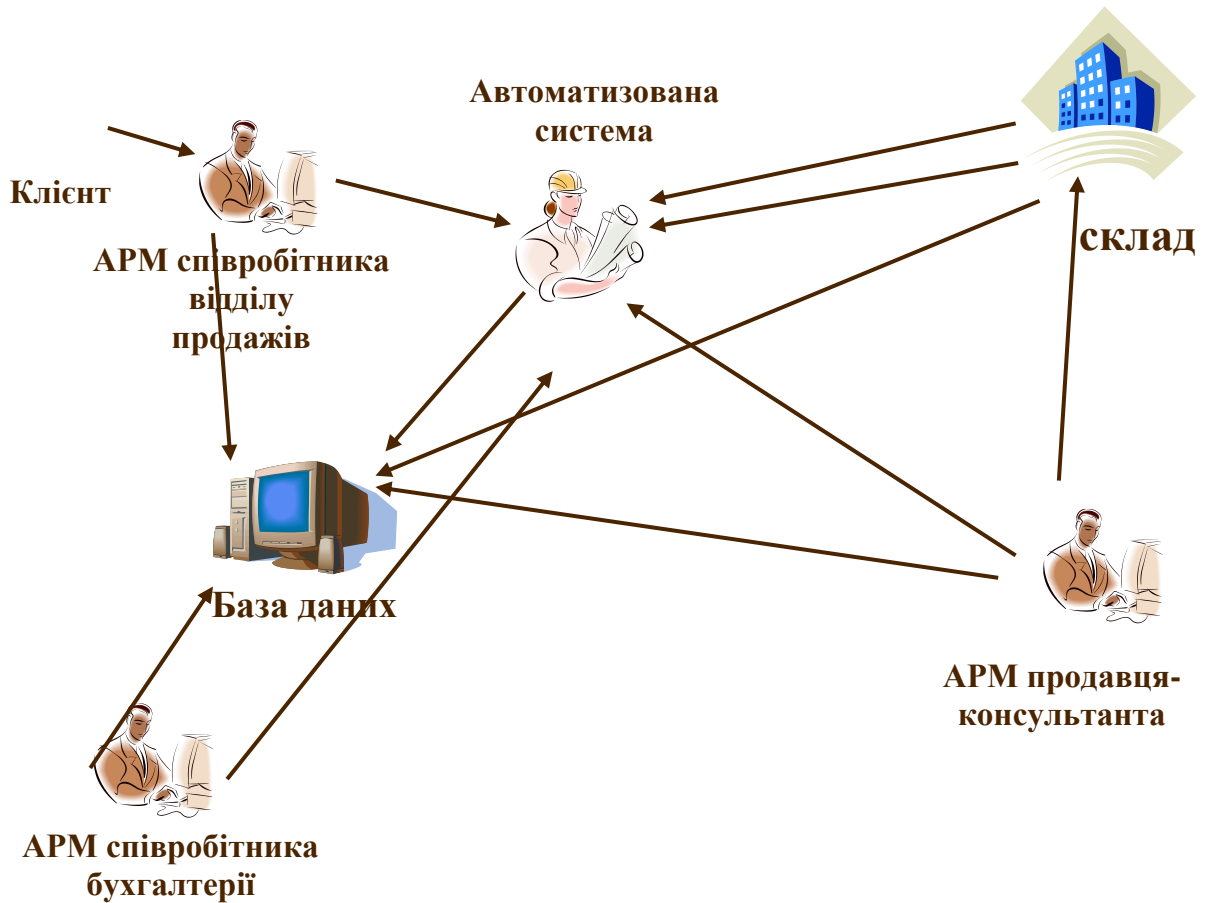 Автоматизована
система
Клієнт
склад
АРМ співробітника
відділу
продажів
База даних
АРМ продавця-
консультанта
АРМ співробітника
бухгалтерії